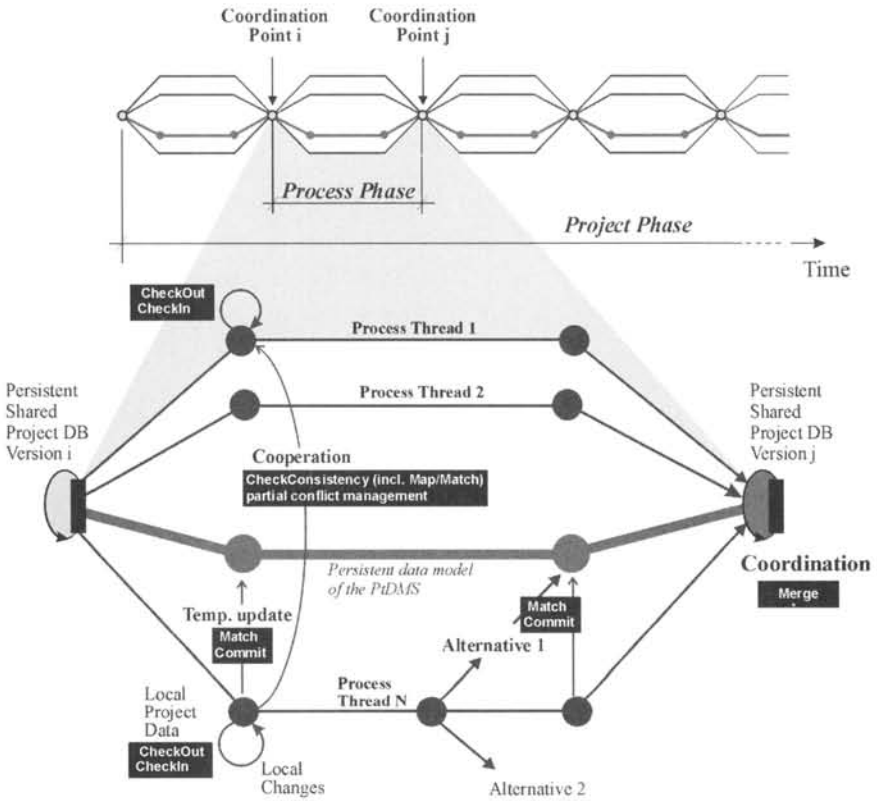 Coordination
Point i
Coordination
Point j
Process Phase
Project Phase
Time
CheckOut
CheckIn
Process Thread 1
Process Thread 2
Persistent
Shared
Project DB
Version i
Persistent
Shared
Project DB
Version j
Cooperation
CheckConsistency (incl. Map/Match)
partial conflict management
Persistent data model
of the PtDMS
Coordination
Merge
Temp. update
Match
Commit
Match
Commit
Alternative 1
Local
Project
Data
Process
Thread N
CheckOut
CheckIn
Local
Changes
Alternative 2